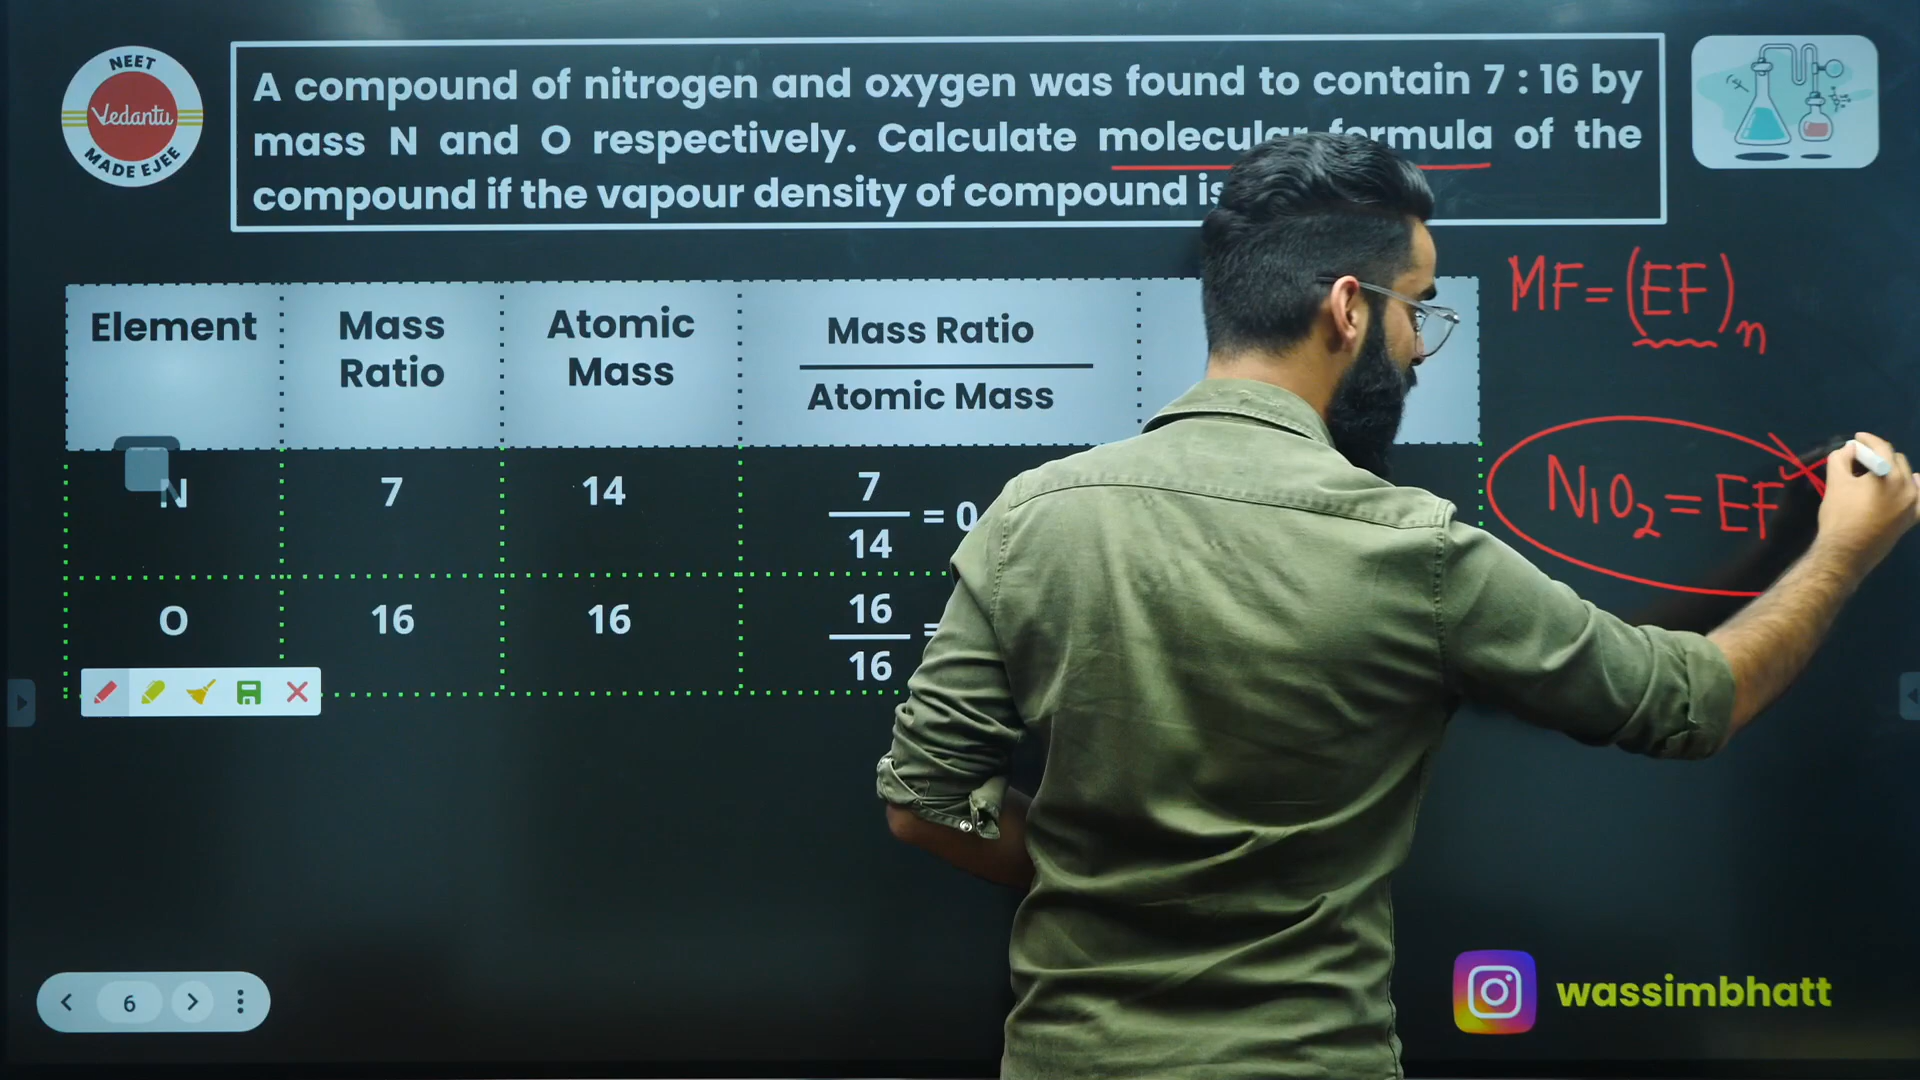 NEET
Vedantu
MADE EJEE
A compound of nitrogen and oxygen was found to contain 7 : 16 by
mass N and O respectively. Calculate molecular formula of the
compound if the vapour density of compound is
Element
Mass
Ratio
Atomic
Mass
Mass Ratio
Atomic Mass
N
7
14
7
14
= 0
O
16
16
16
16
=
MF = (EF)n
N1O2 = EF
6
wassimbhatt